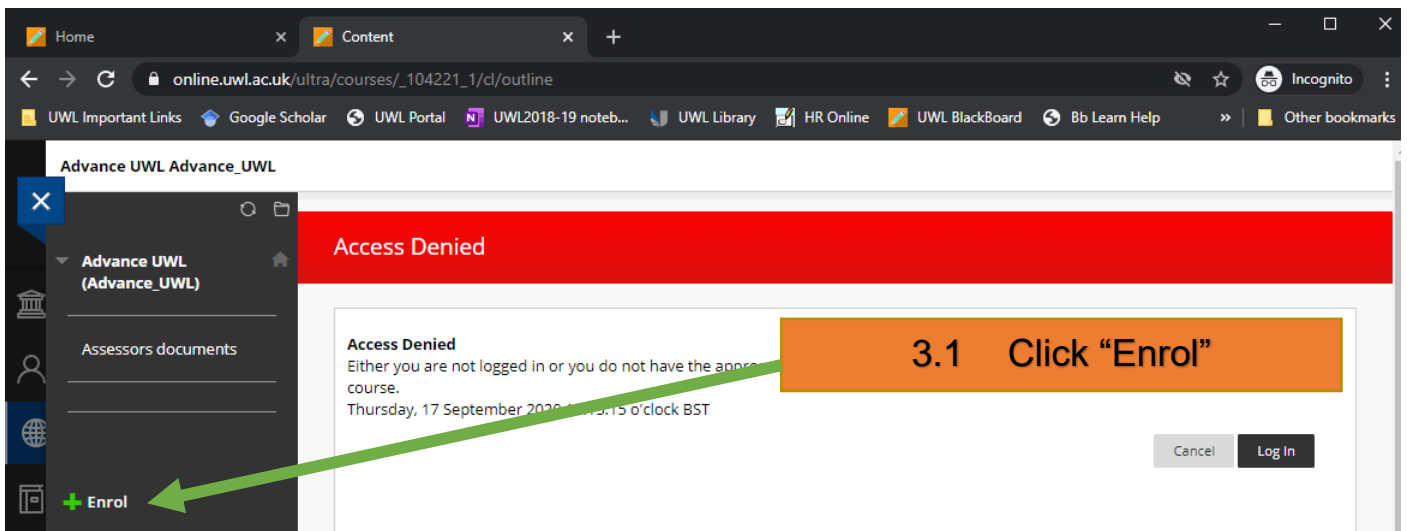 Home
Content
online.uwl.ac.uk/ultra/courses/_104221_1/cl/outline
Incognito
UWL Important Links Google Scholar UWL Portal UWL2018-19 noteb... UWL Library HR Online UWL BlackBoard Bb Learn Help » Other bookmarks
Advance UWL Advance_UWL
Access Denied
Advance UWL
(Advance_UWL)
Assessors documents
Access Denied
Either you are not logged in or you do not have the
course.
Thursday, 17 September o'clock BST
3.1 Click “Enrol”
Cancel Log In
Enrol